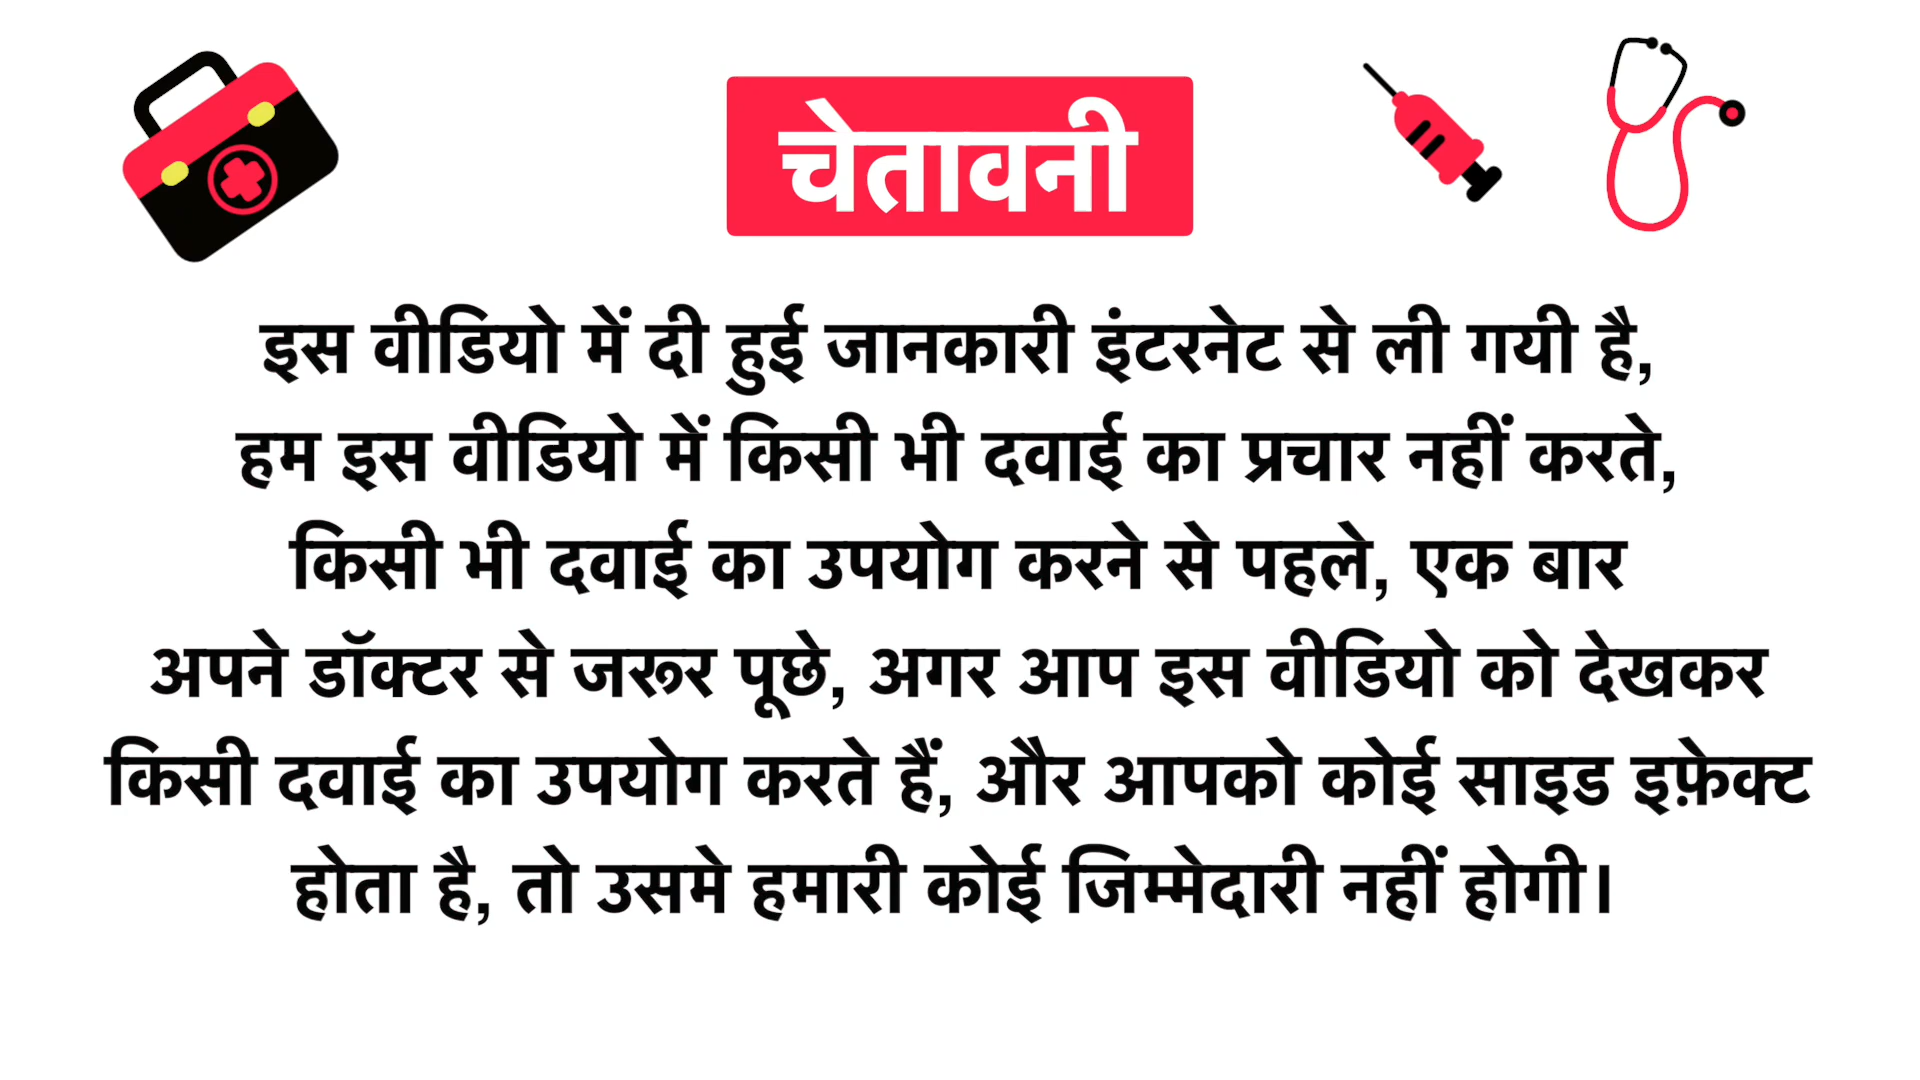 चेतावनी
इस वीडियो में दी हुई जानकारी इंटरनेट से ली गयी है,
हम इस वीडियो में किसी भी दवाई का प्रचार नहीं करते,
किसी भी दवाई का उपयोग करने से पहले, एक बार
अपने डॉक्टर से जरूर पूछे, अगर आप इस वीडियो को देखकर
किसी दवाई का उपयोग करते हैं, और आपको कोई साइड इफ़ेक्ट
होता है, तो उसमे हमारी कोई जिम्मेदारी नहीं होगी।